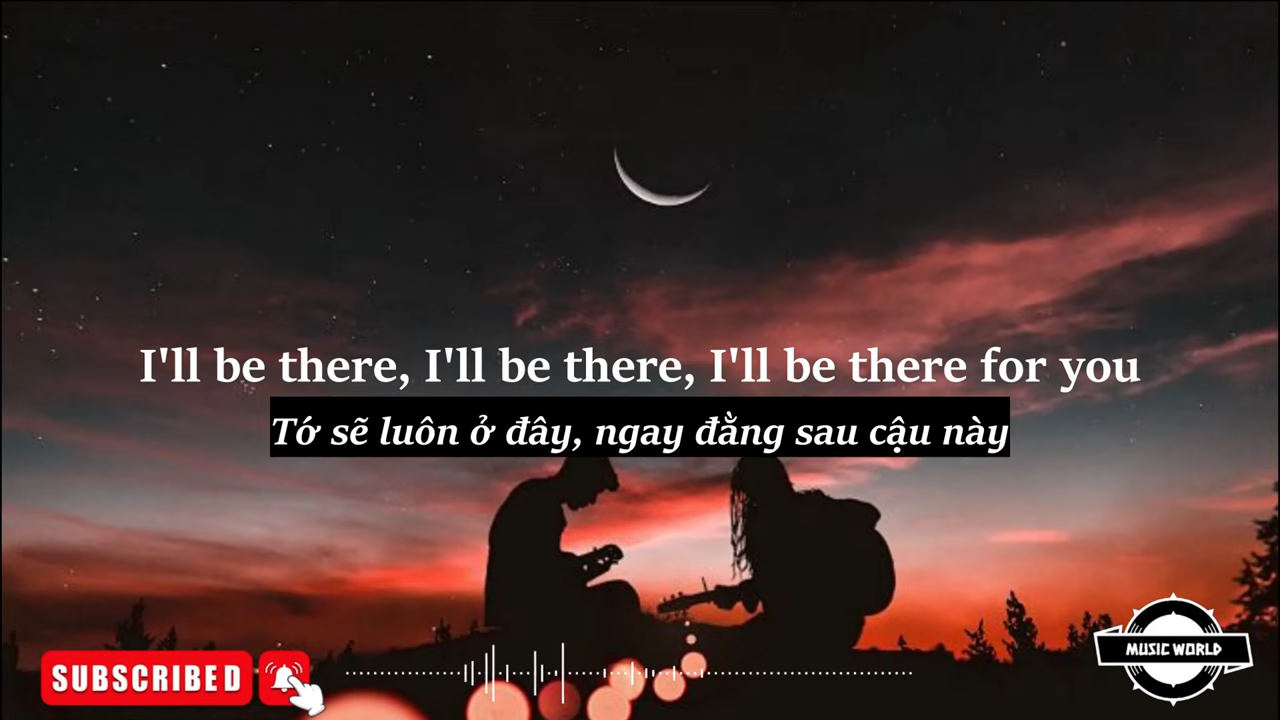 I'll be there, I'll be there, I'll be there for you
Tớ sẽ luôn ở đây, ngay đằng sau cậu này
SUBSCRIBED
MUSIC WORLD